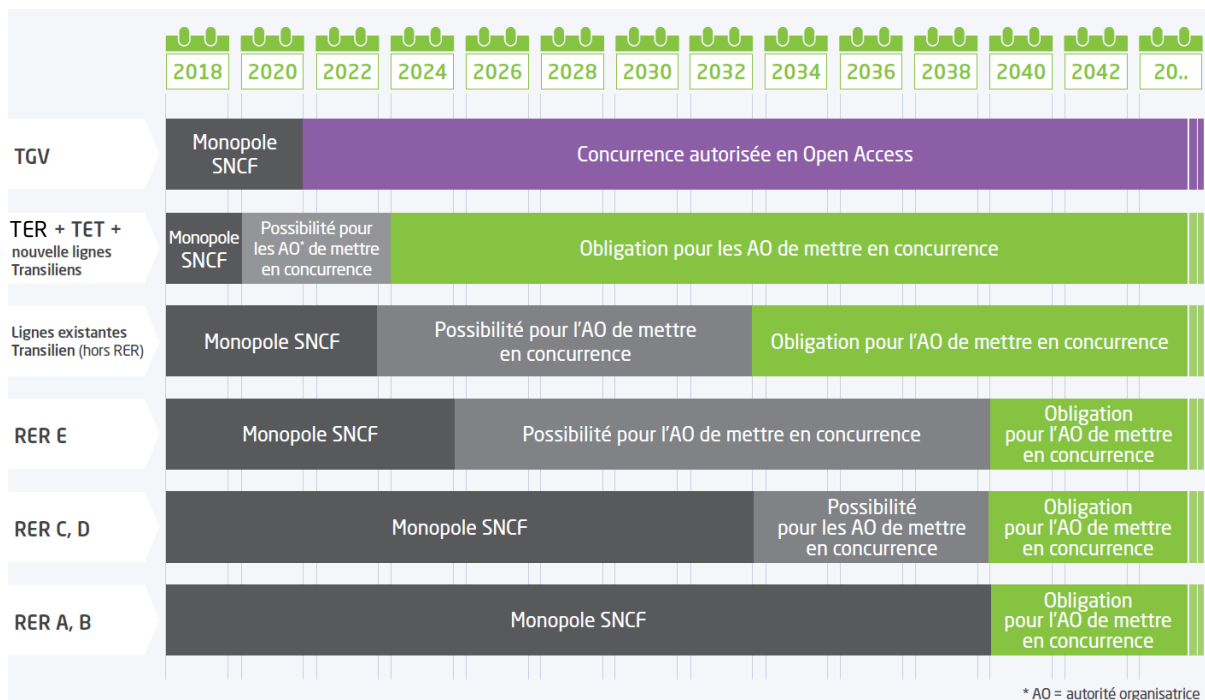 2018 2020 2022 2024 2026 2028 2030 2032 2034 2036 2038 2040 2042 20..
TGV
Monopole
SNCF
Concurrence autorisée en Open Access
TER + TET +
nouvelle lignes
Transiliens
Monopole
SNCF
Possibilité pour
les AO* de mettre
en concurrence
Obligation pour les AO de mettre en concurrence
Lignes existantes
Transilien (hors RER)
Monopole SNCF
Possibilité pour l'AO de mettre
en concurrence
Obligation pour l'AO de mettre en concurrence
RER E
Monopole SNCF
Possibilité pour l'AO de mettre en concurrence
Obligation
pour l'AO de mettre
en concurrence
RER C, D
Monopole SNCF
Possibilité
pour les AO de mettre
en concurrence
Obligation
pour l'AO de mettre
en concurrence
RER A, B
Monopole SNCF
Obligation
pour l'AO de mettre
en concurrence
* AO = autorité organisatrice